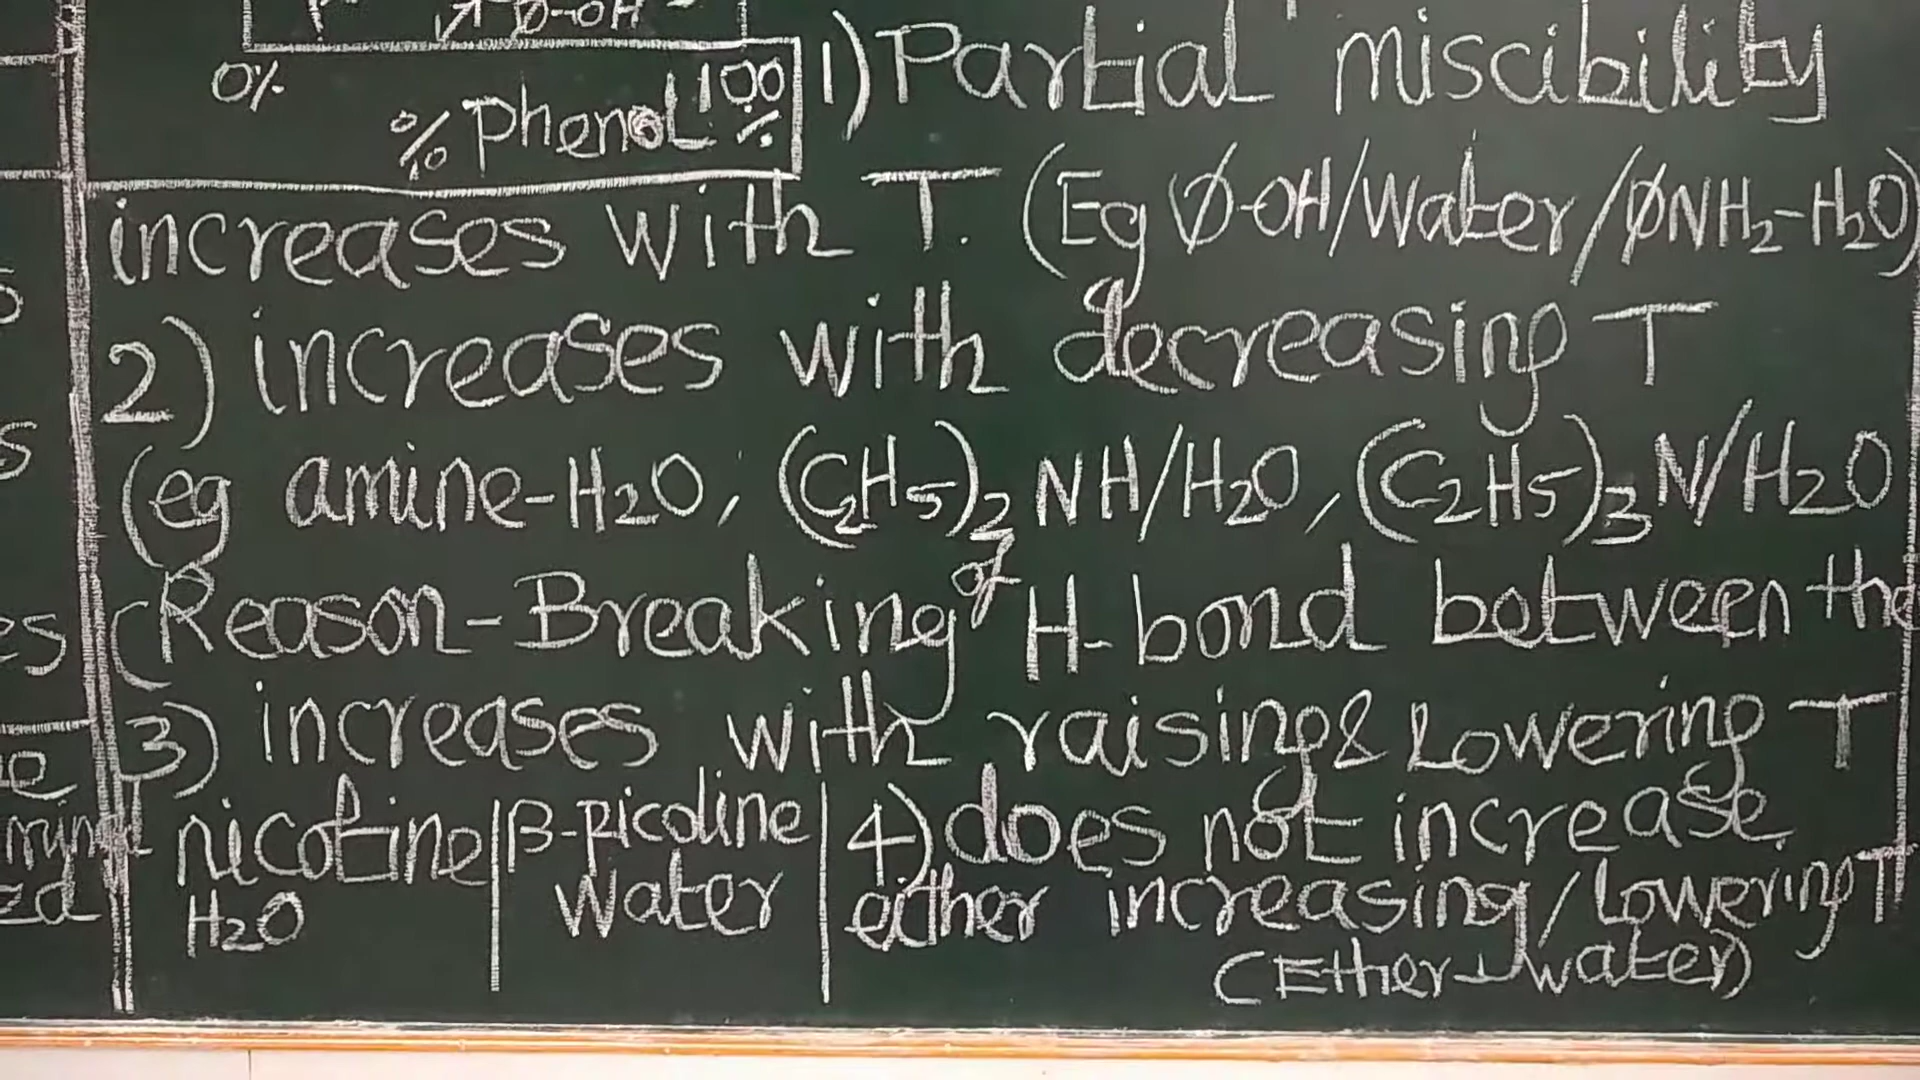 Ø-OH
0%
100%
% Phenol
1) Partial miscibility
increases with T. (Eg Ø-OH/Water/ØNH₂-H₂O)
2) increases with decreasing T
(eg amine-H₂O, (C₂H₅)₂NH/H₂O, (C₂H₅)₃N/H₂O
(Reason-Breaking of H-bond between the
3) increases with raising & Lowering T
nicotine H₂O | β-Picoline Water
4) does not increase
either increasing/Lowering T
(Ether-water)